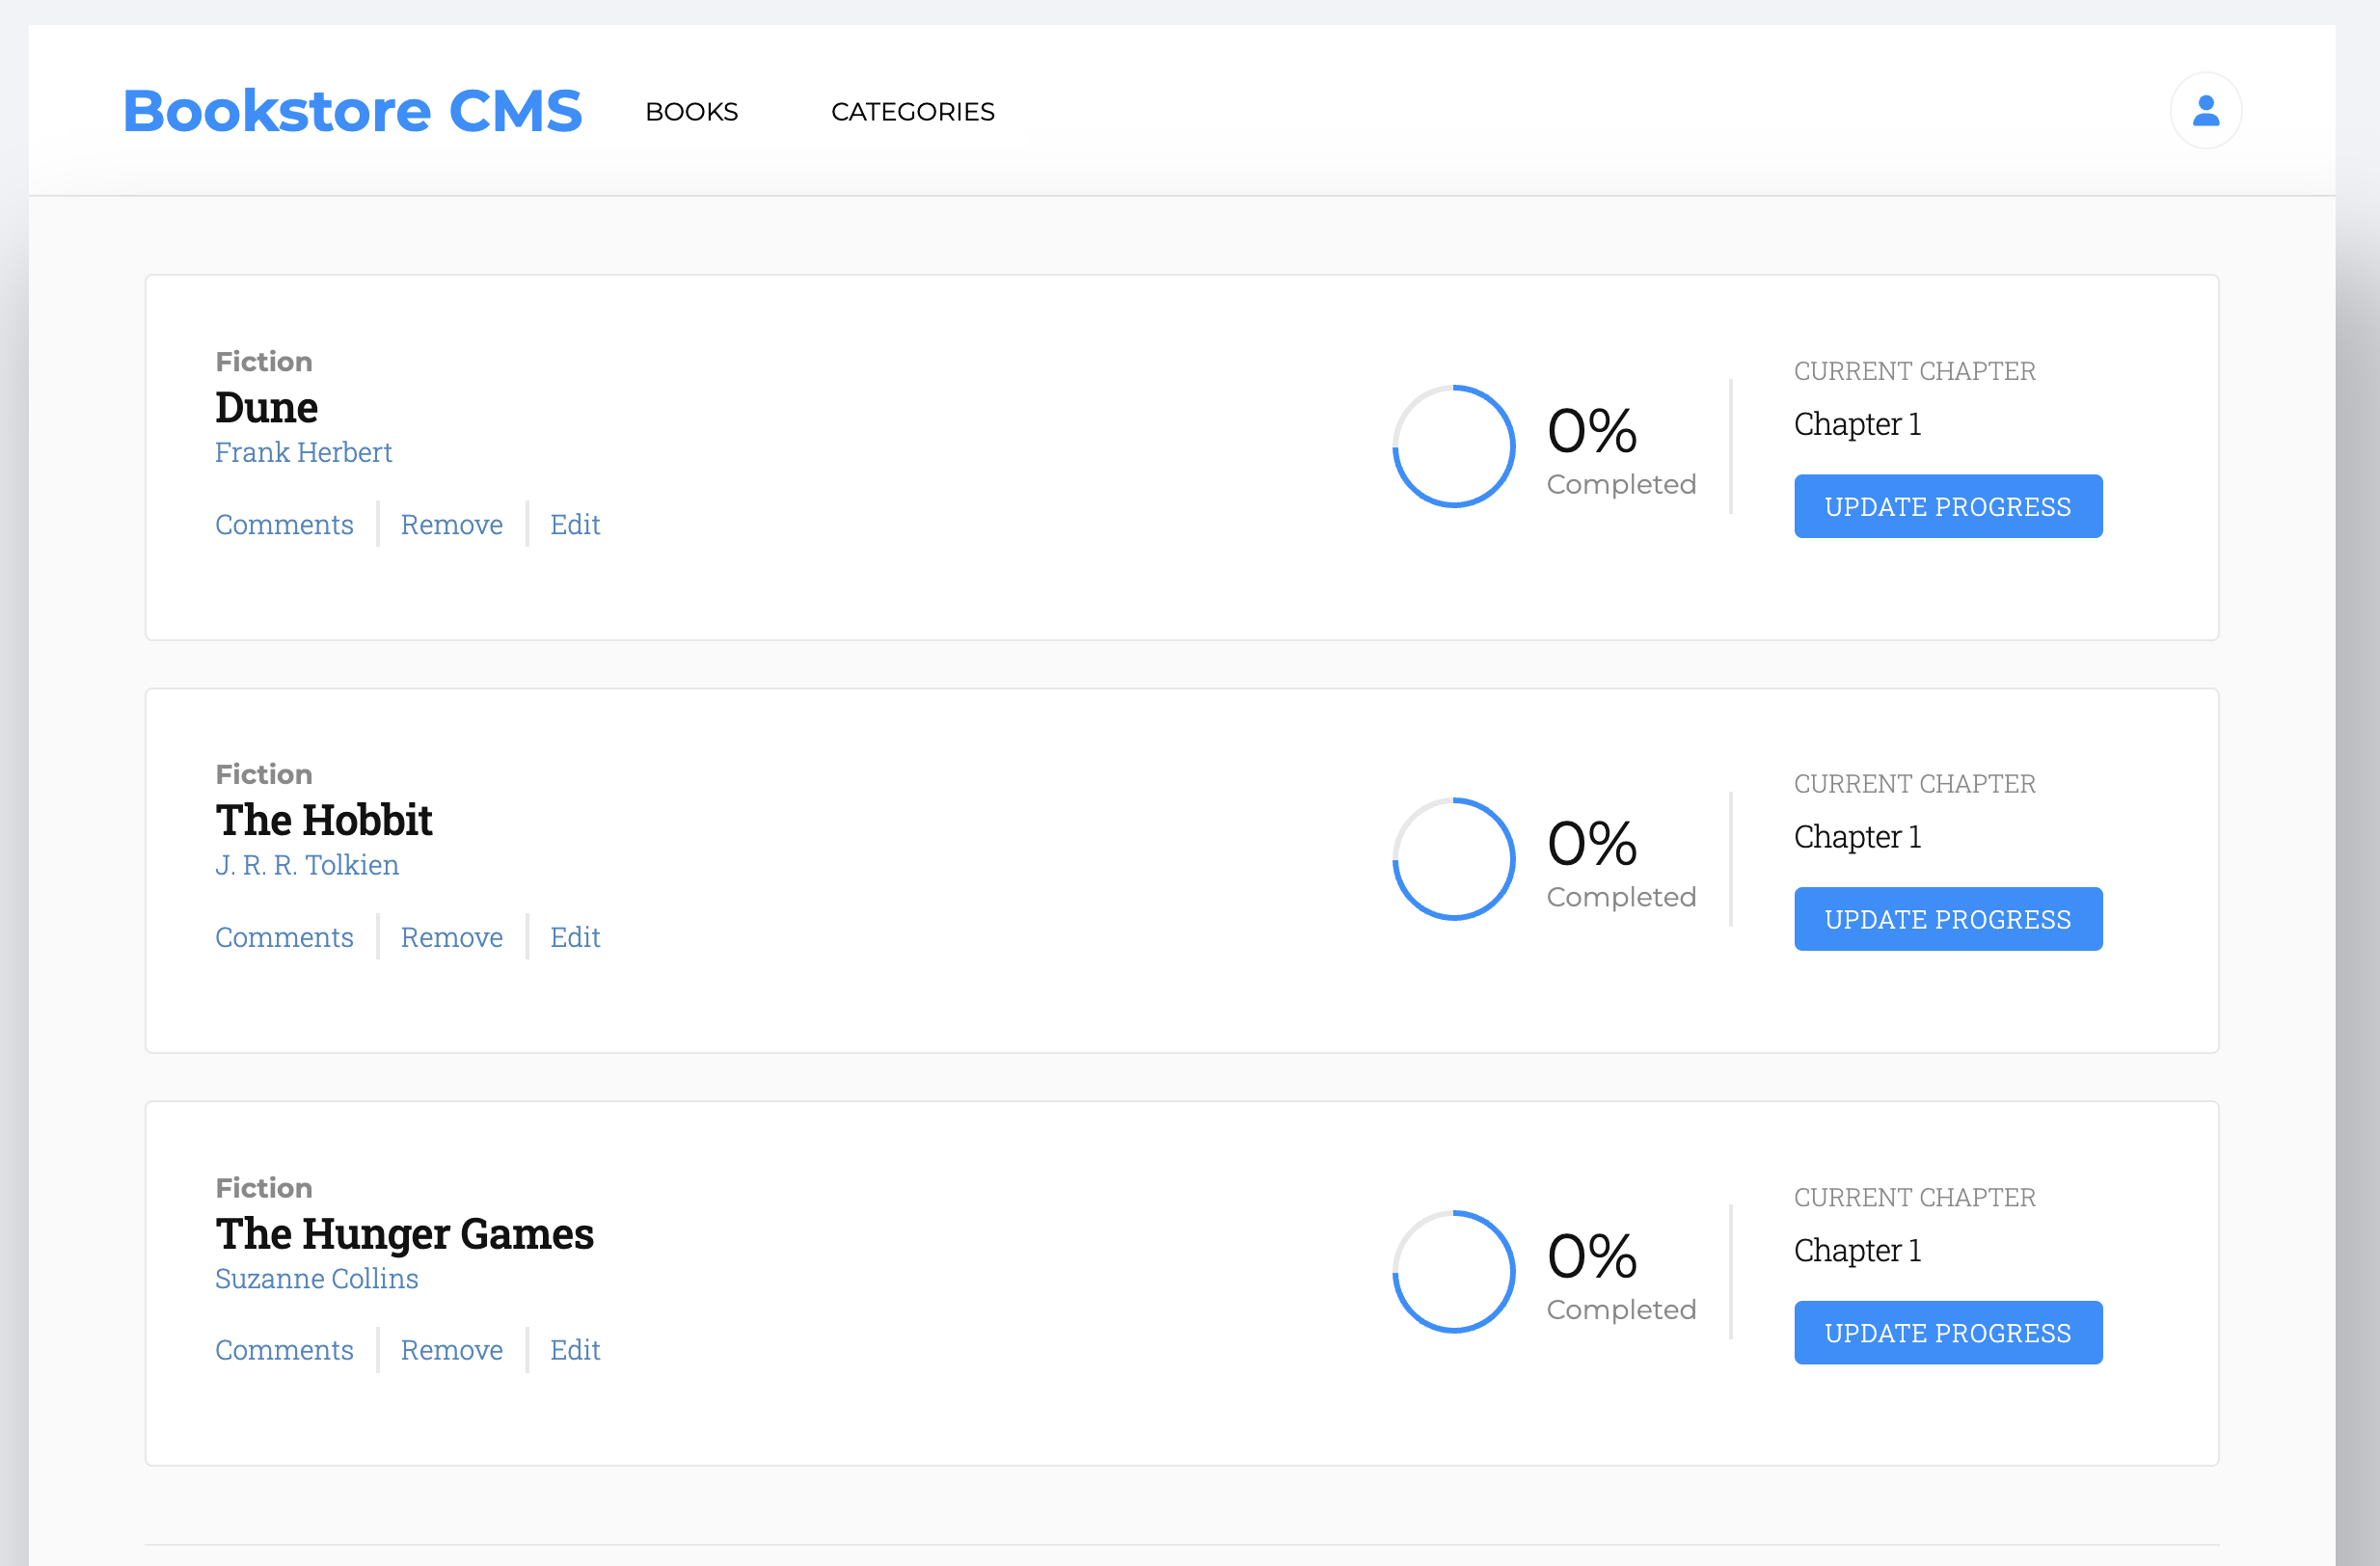 Bookstore CMS BOOKS CATEGORIES
Fiction
Dune
Frank Herbert
Comments Remove Edit
0%
Completed
CURRENT CHAPTER
Chapter 1
UPDATE PROGRESS
Fiction
The Hobbit
J. R. R. Tolkien
Comments Remove Edit
0%
Completed
CURRENT CHAPTER
Chapter 1
UPDATE PROGRESS
Fiction
The Hunger Games
Suzanne Collins
Comments Remove Edit
0%
Completed
CURRENT CHAPTER
Chapter 1
UPDATE PROGRESS